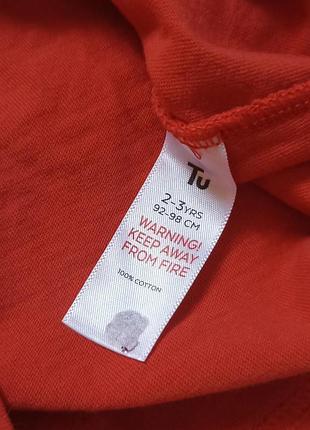 Tu
2-3YRS
92-98 CM
WARNING!
KEEP AWAY
FROM FIRE
100% COTTON